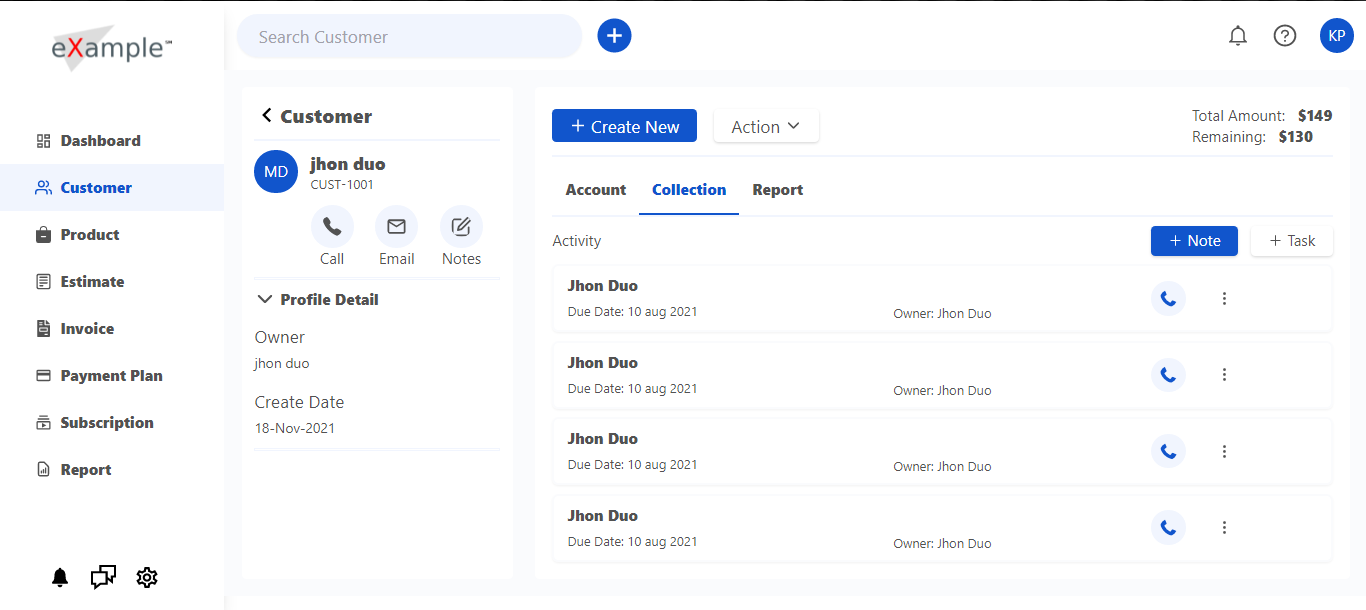 eXample℠
Search Customer
KP
Dashboard
Customer
Product
Estimate
Invoice
Payment Plan
Subscription
Report
Customer
MD
jhon duo
CUST-1001
Call Email Notes
Profile Detail
Owner
jhon duo
Create Date
18-Nov-2021
+ Create New
Action
Total Amount: $149
Remaining: $130
Account Collection Report
Activity
+ Note
+ Task
Jhon Duo
Due Date: 10 aug 2021
Owner: Jhon Duo
Jhon Duo
Due Date: 10 aug 2021
Owner: Jhon Duo
Jhon Duo
Due Date: 10 aug 2021
Owner: Jhon Duo
Jhon Duo
Due Date: 10 aug 2021
Owner: Jhon Duo